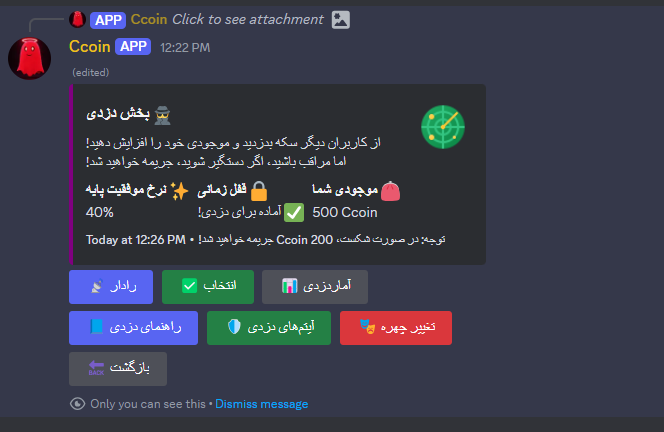 APP Ccoin Click to see attachment
Ccoin APP 12:22 PM
(edited)
بخش دزدی
از کاربران دیگر سکه بدزدید و موجودی خود را افزایش دهید!
اما مراقب باشید، اگر دستگیر شوید، جریمه خواهید شد!
موجودی شما
500 Ccoin
قفل زمانی
آماده برای دزدی!
نرخ موفقیت پایه
40%
توجه: در صورت شکست، 200 Ccoin جریمه خواهید شد! • Today at 12:26 PM
رادار
انتخاب
آماردزدی
راهنمای دزدی
آیتم‌های دزدی
تغییر چهره
BACK بازگشت
Only you can see this • Dismiss message